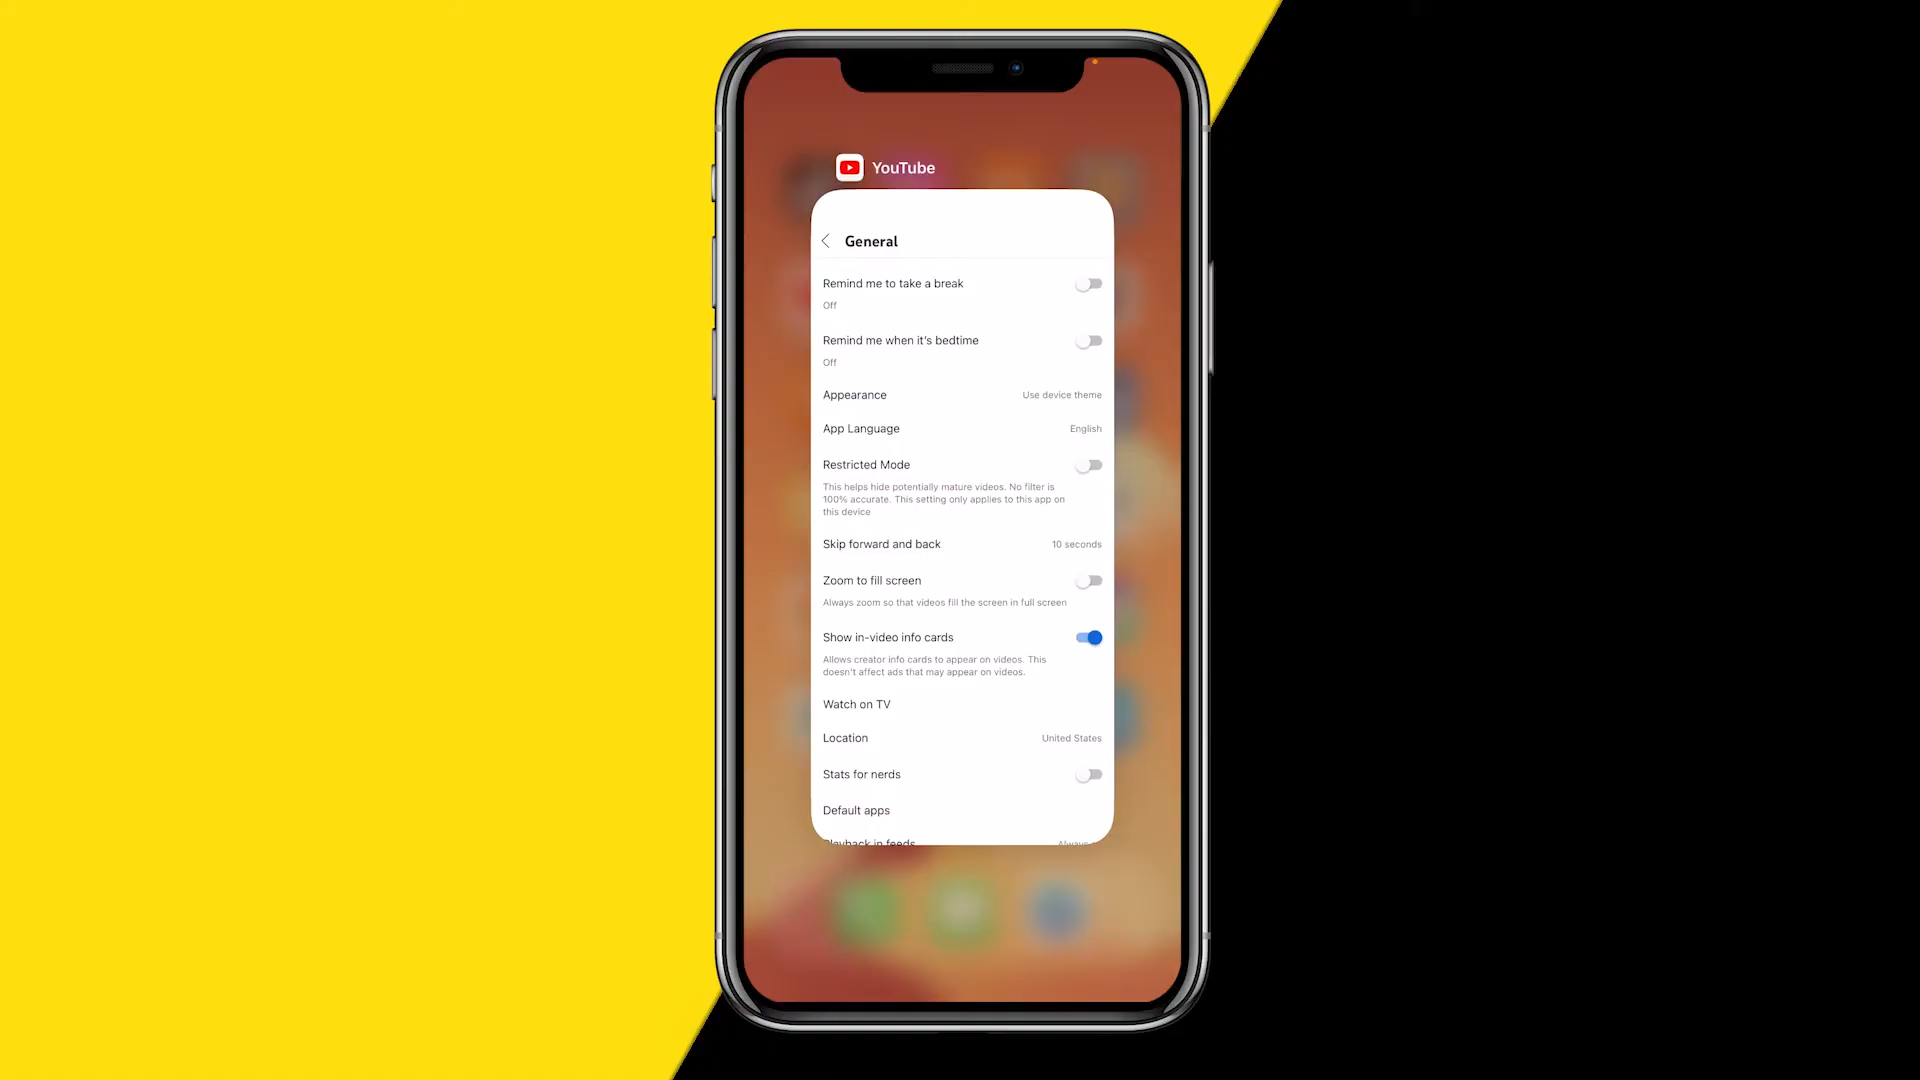 YouTube
General
Remind me to take a break
Off
Remind me when it's bedtime
Off
Appearance
Use device theme
App Language
English
Restricted Mode
This helps hide potentially mature videos. No filter is
100% accurate. This setting only applies to this app on
this device
Skip forward and back
10 seconds
Zoom to fill screen
Always zoom so that videos fill the screen in full screen
Show in-video info cards
Allows creator info cards to appear on videos. This
doesn't affect ads that may appear on videos.
Watch on TV
Location
United States
Stats for nerds
Default apps
Playback in feeds
Always